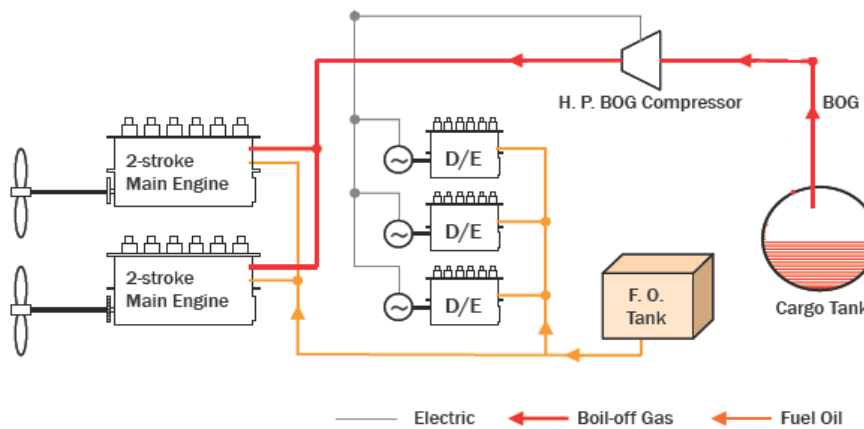 H. P. BOG Compressor
BOG
2-stroke
Main Engine
D/E
D/E
2-stroke
Main Engine
D/E
F. O.
Tank
Cargo Tank
Electric
Boil-off Gas
Fuel Oil